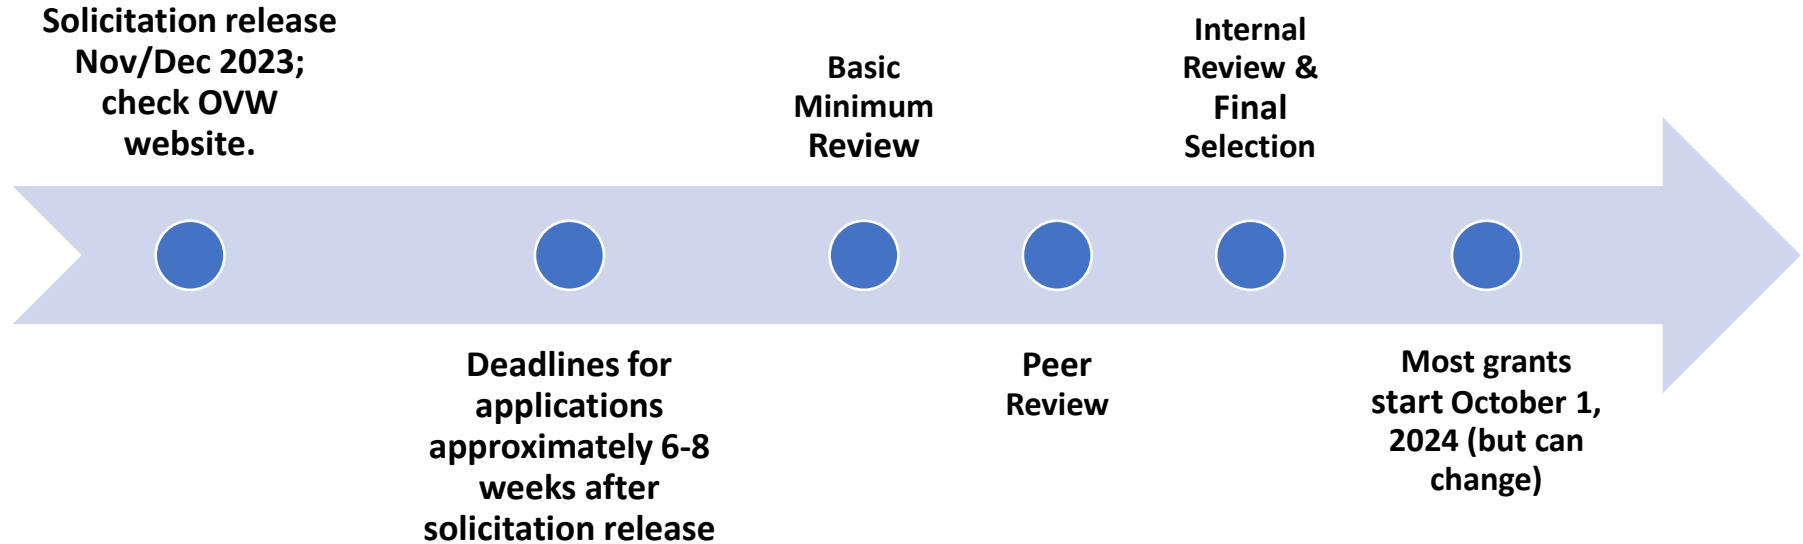 Solicitation release
Nov/Dec 2023;
check OVW
website.
Deadlines for
applications
approximately 6-8
weeks after
solicitation release
Basic
Minimum
Review
Peer
Review
Internal
Review &
Final
Selection
Most grants
start October 1,
2024 (but can
change)